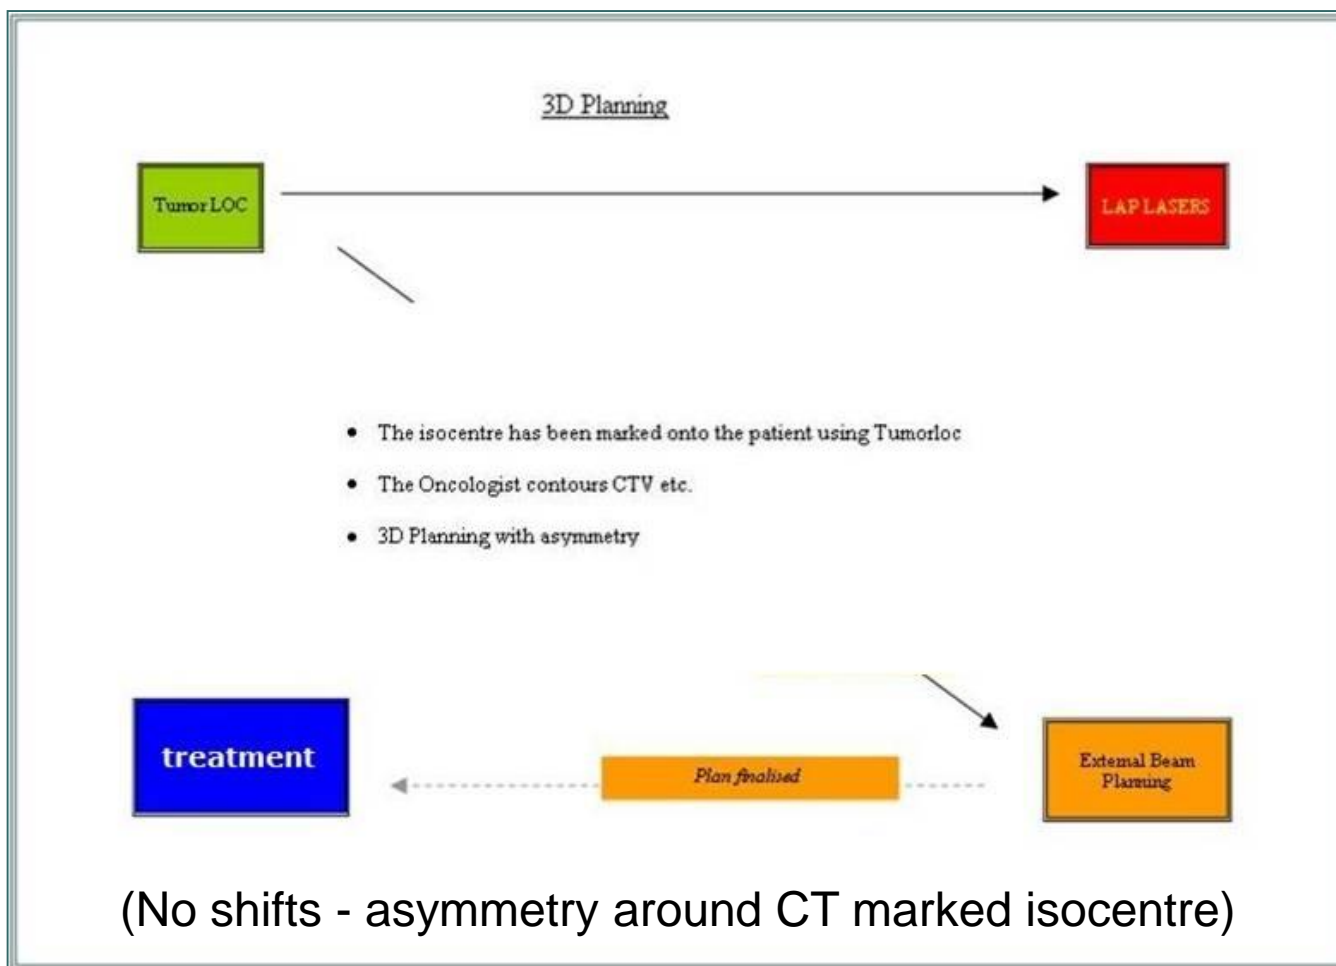 3D Planning
Tumor LOC
LAP LASERS
• The isocentre has been marked onto the patient using Tumorloc
• The Oncologist contours CTV etc.
• 3D Planning with asymmetry
treatment
Plan finalised
External Beam
Planning
(No shifts - asymmetry around CT marked isocentre)